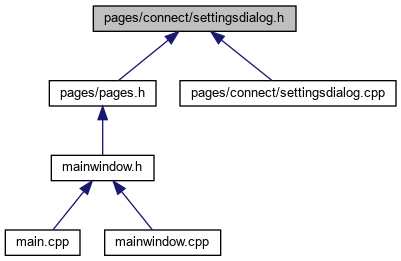 pages/connect/settingsdialog.h
pages/pages.h
pages/connect/settingsdialog.cpp
mainwindow.h
main.cpp
mainwindow.cpp